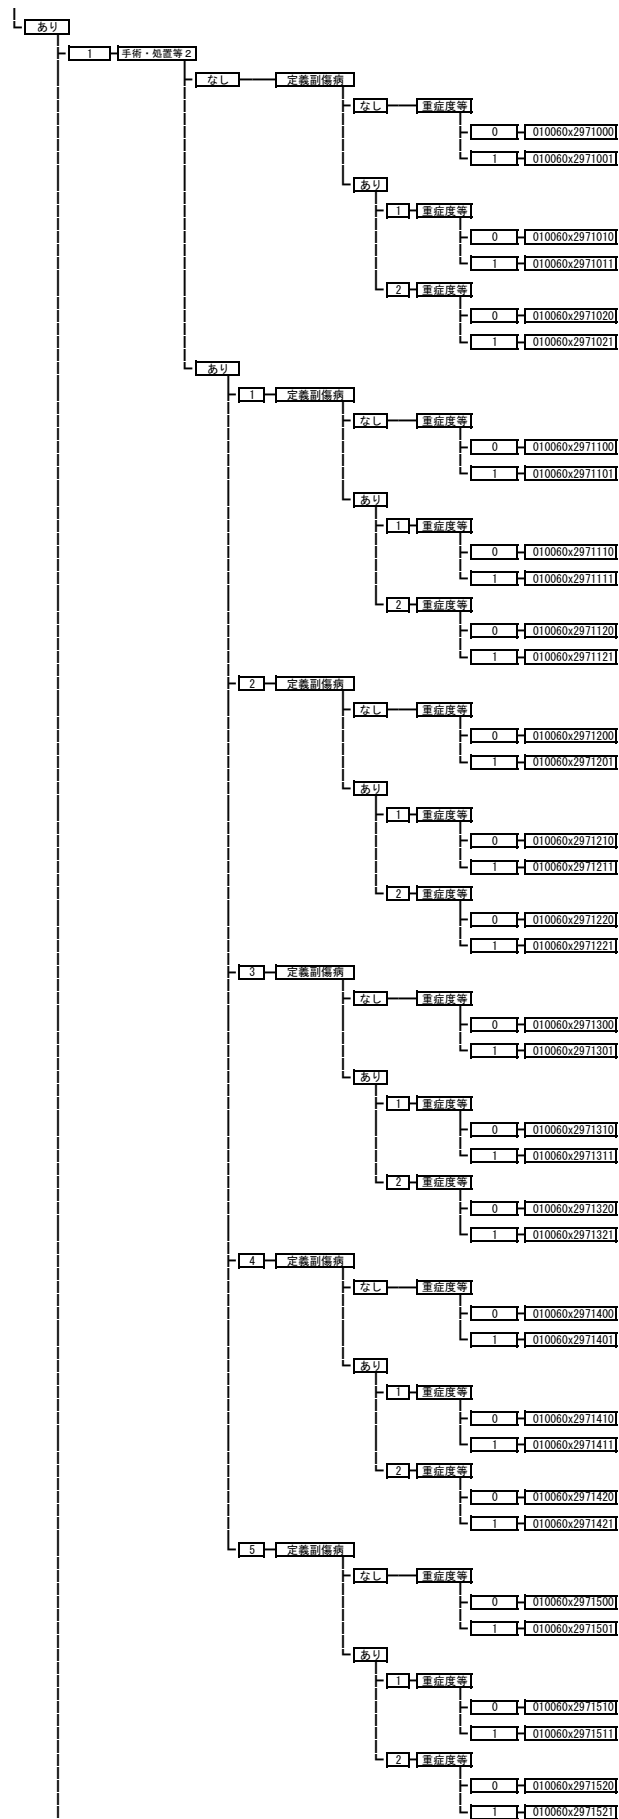 あり
1 手術・処置等２
なし 定義副傷病
なし 重症度等
0 010060x2971000
1 010060x2971001
あり
1 重症度等
0 010060x2971010
1 010060x2971011
2 重症度等
0 010060x2971020
1 010060x2971021
あり
1 定義副傷病
なし 重症度等
0 010060x2971100
1 010060x2971101
あり
1 重症度等
0 010060x2971110
1 010060x2971111
2 重症度等
0 010060x2971120
1 010060x2971121
2 定義副傷病
なし 重症度等
0 010060x2971200
1 010060x2971201
あり
1 重症度等
0 010060x2971210
1 010060x2971211
2 重症度等
0 010060x2971220
1 010060x2971221
3 定義副傷病
なし 重症度等
0 010060x2971300
1 010060x2971301
あり
1 重症度等
0 010060x2971310
1 010060x2971311
2 重症度等
0 010060x2971320
1 010060x2971321
4 定義副傷病
なし 重症度等
0 010060x2971400
1 010060x2971401
あり
1 重症度等
0 010060x2971410
1 010060x2971411
2 重症度等
0 010060x2971420
1 010060x2971421
5 定義副傷病
なし 重症度等
0 010060x2971500
1 010060x2971501
あり
1 重症度等
0 010060x2971510
1 010060x2971511
2 重症度等
0 010060x2971520
1 010060x2971521